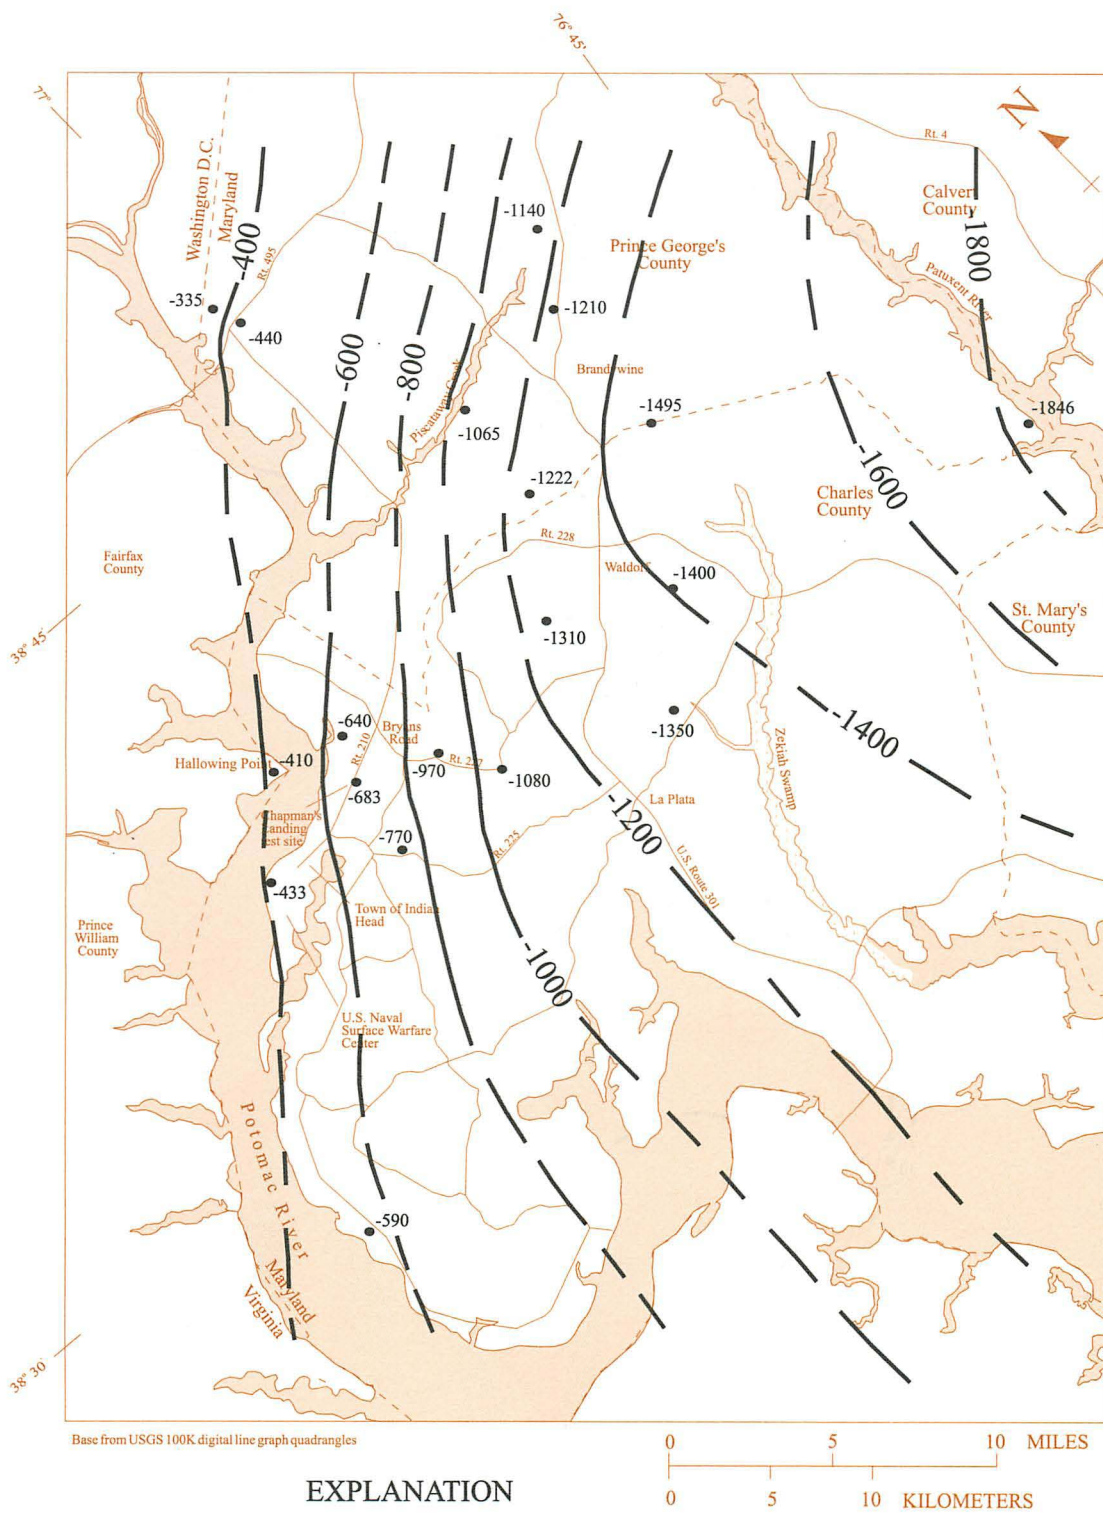 76° 45'
77°
N
Rt. 4
Washington D.C.
Maryland
Calvert
County
-1140
-400
Prince George's
County
-1800
Rt. 495
Patuxent River
-335
-1210
-440
-600
-800
Piscataway Creek
Brandywine
-1495
-1846
-1065
-1600
-1222
Charles
County
Rt. 228
Fairfax
County
Waldorf
-1400
St. Mary's
County
-1310
38° 45'
-640
Bryans
Road
-1350
-1400
Rt. 210
Zekiah Swamp
Hallowing Point
-410
-970
Rt. 227
-1080
-683
La Plata
-1200
Chapman's
Landing
test site
-770
Rt. 225
U.S. Route 301
-433
Town of Indian
Head
Prince
William
County
-1000
U.S. Naval
Surface Warfare
Center
Potomac River
-590
Maryland
Virginia
38° 30'
Base from USGS 100K digital line graph quadrangles
0 5 10 MILES
EXPLANATION
0 5 10 KILOMETERS